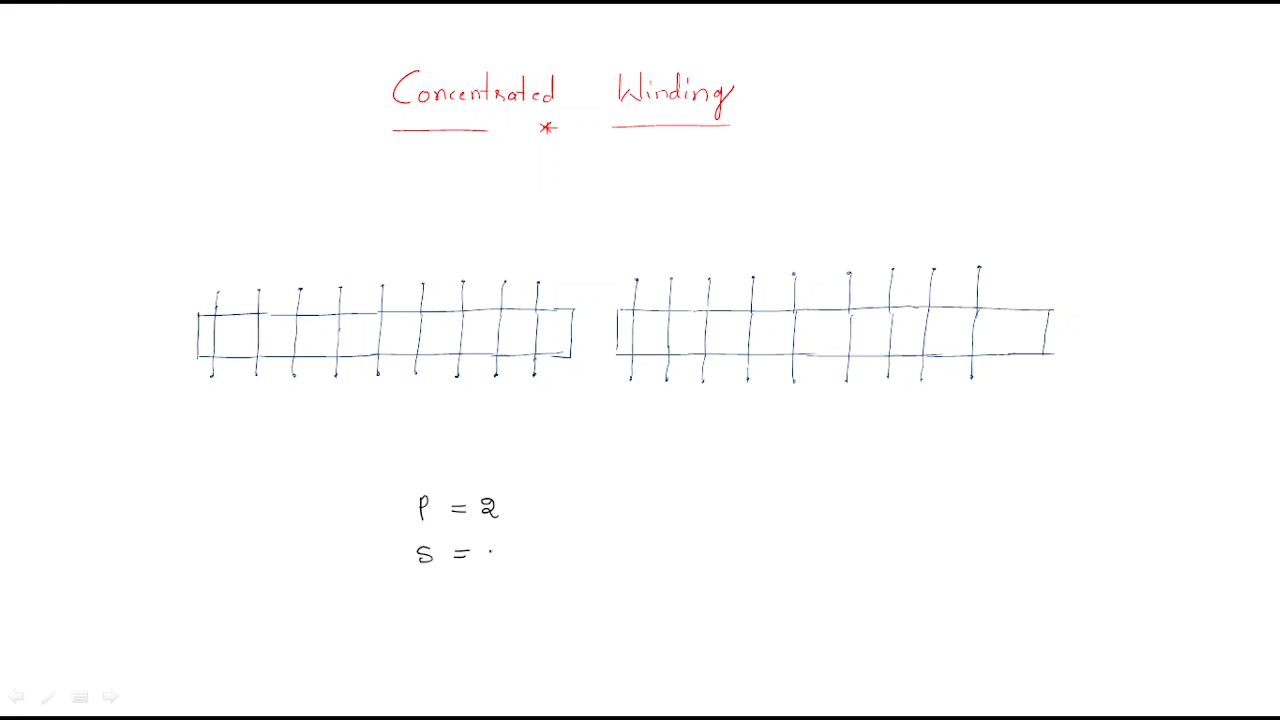 Concentrated Winding
*
P = 2
S =